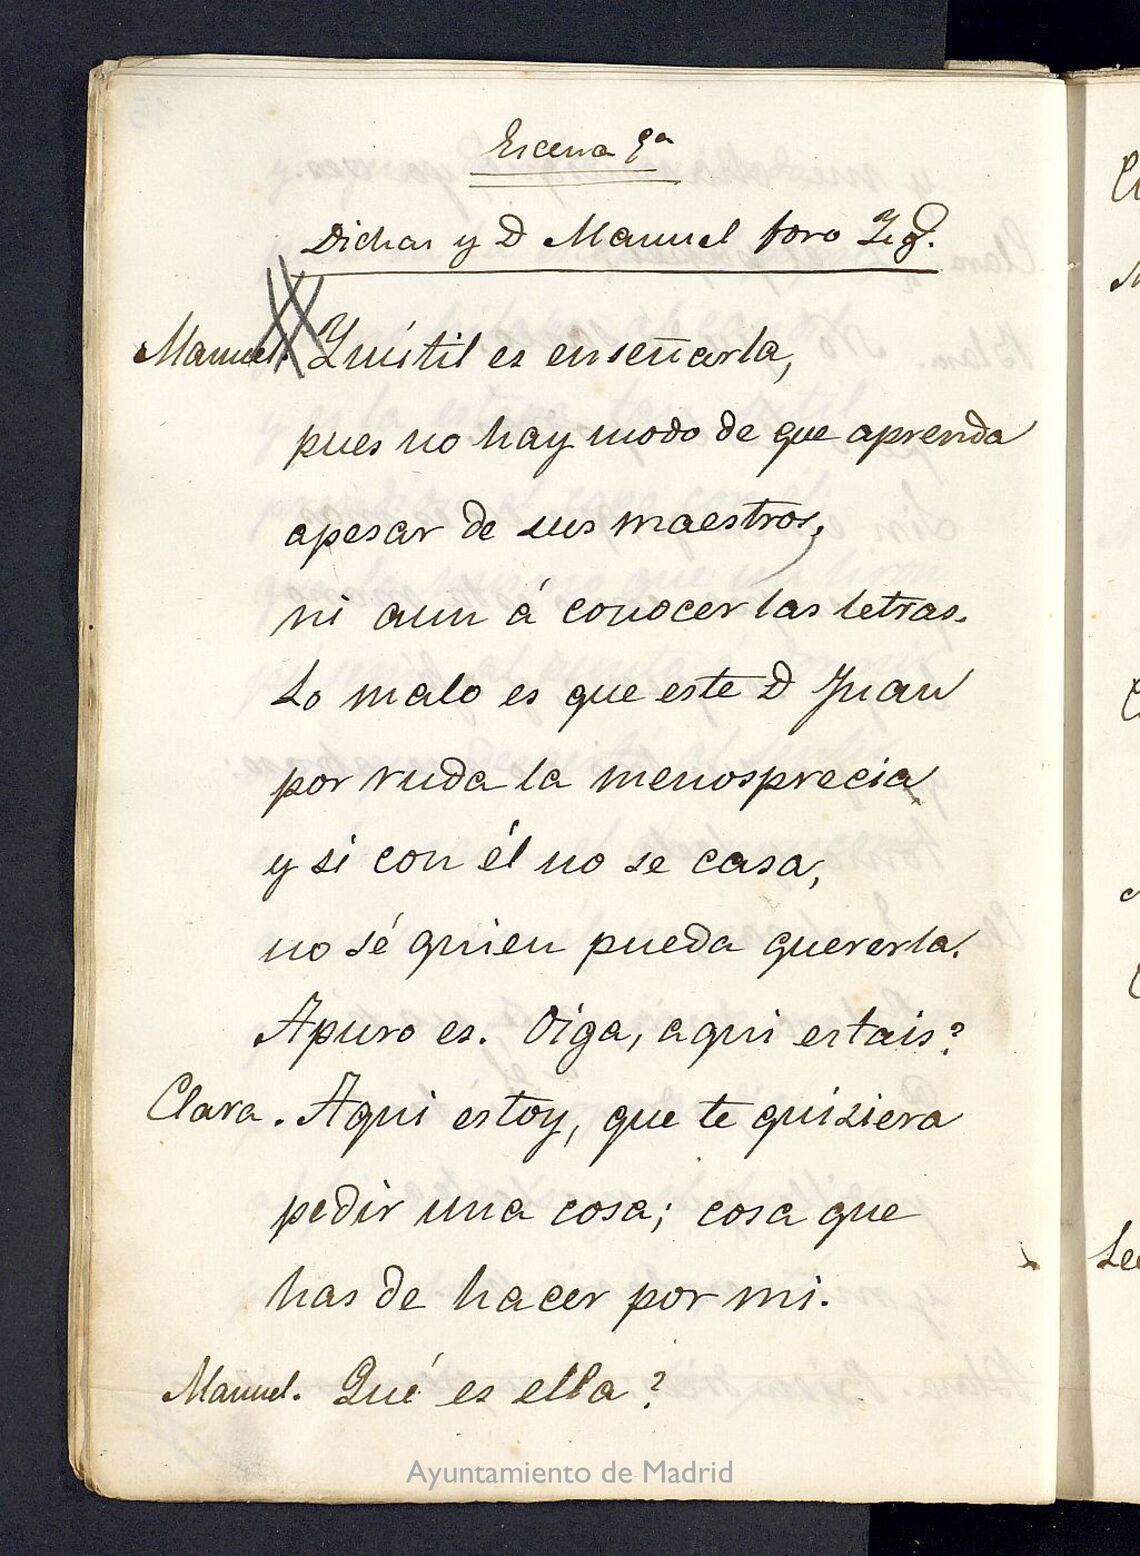 Escena 9ª
Dichas y D Manuel foro Izq.
Manuel. Inútil es enseñarla,
pues no hay modo de que aprenda
apesar de sus maestros,
ni aun á conocer las letras.
Lo malo es que este D Juan
por ruda la menosprecia
y si con él no se casa,
no sé quien pueda quererla.
Apuro es. Oiga, aqui estais?
Clara. Aqui estoy, que te quisiera
pedir una cosa; cosa que
has de hacer por mi.
Manuel. Qué es ella?
Ayuntamiento de Madrid